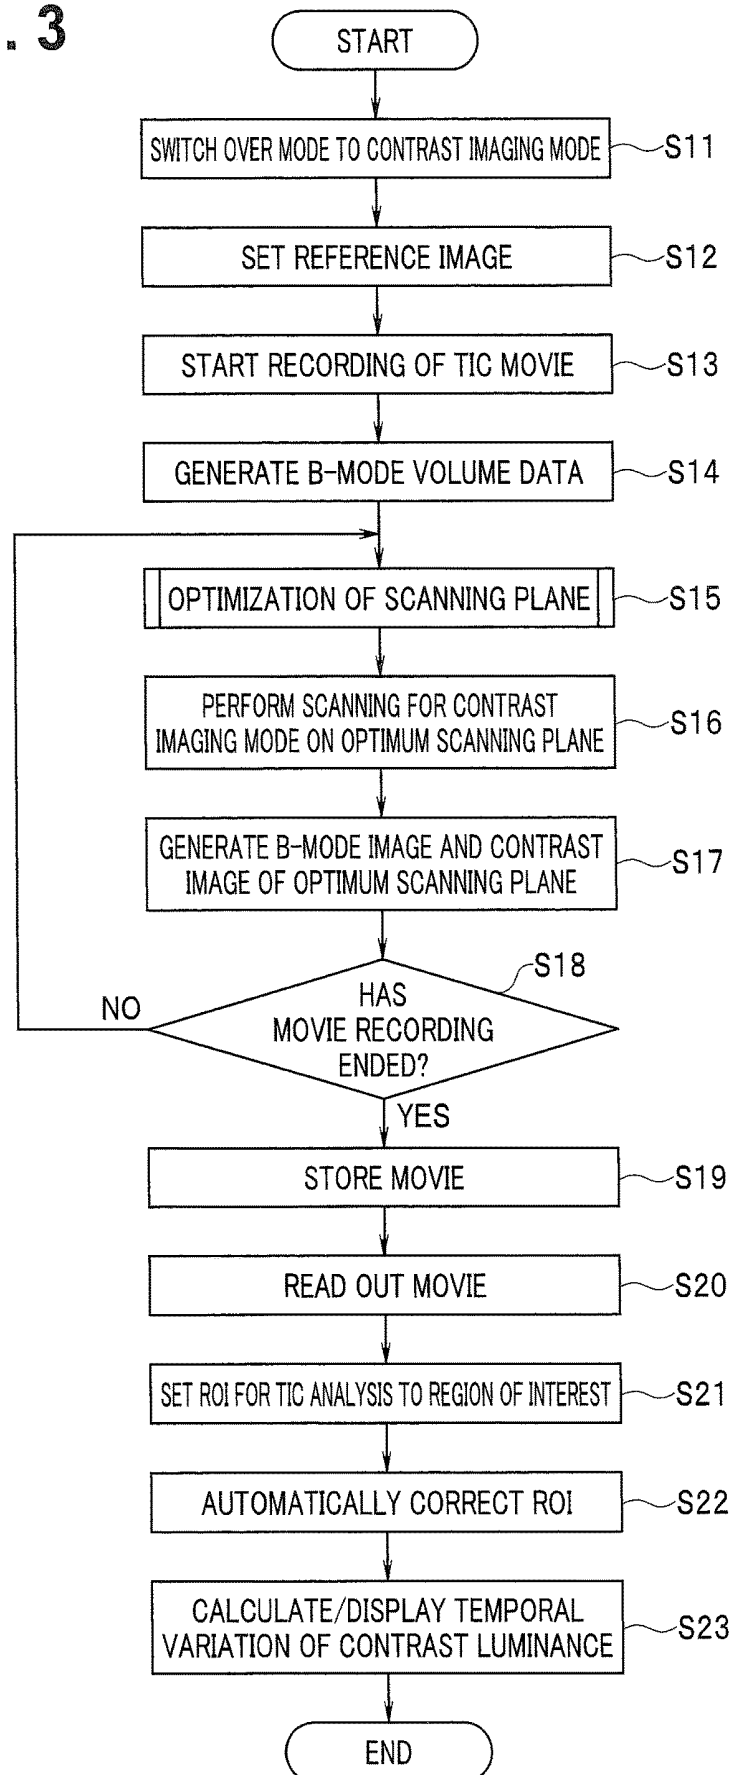 . 3
START
SWITCH OVER MODE TO CONTRAST IMAGING MODE
S11
SET REFERENCE IMAGE
S12
START RECORDING OF TIC MOVIE
S13
GENERATE B-MODE VOLUME DATA
S14
OPTIMIZATION OF SCANNING PLANE
S15
PERFORM SCANNING FOR CONTRAST
IMAGING MODE ON OPTIMUM SCANNING PLANE
S16
GENERATE B-MODE IMAGE AND CONTRAST
IMAGE OF OPTIMUM SCANNING PLANE
S17
S18
HAS
MOVIE RECORDING
ENDED?
NO
YES
STORE MOVIE
S19
READ OUT MOVIE
S20
SET ROI FOR TIC ANALYSIS TO REGION OF INTEREST
S21
AUTOMATICALLY CORRECT ROI
S22
CALCULATE/DISPLAY TEMPORAL
VARIATION OF CONTRAST LUMINANCE
S23
END